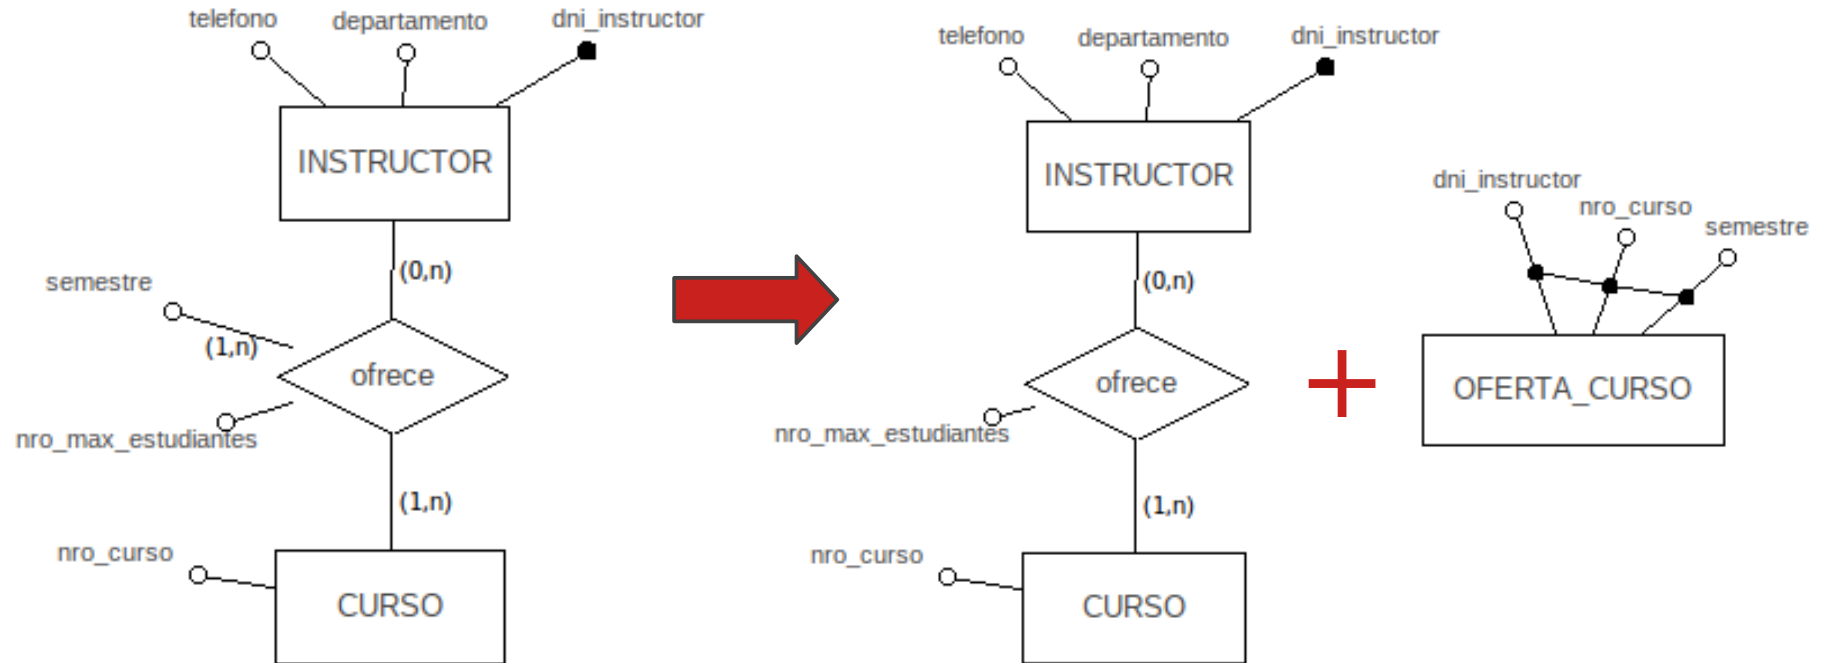 telefono
departamento
dni_instructor
INSTRUCTOR
(0,n)
semestre
(1,n)
ofrece
nro_max_estudiantes
(1,n)
nro_curso
CURSO
telefono
departamento
dni_instructor
INSTRUCTOR
(0,n)
ofrece
nro_max_estudiantes
(1,n)
nro_curso
CURSO
+
dni_instructor
nro_curso
semestre
OFERTA_CURSO